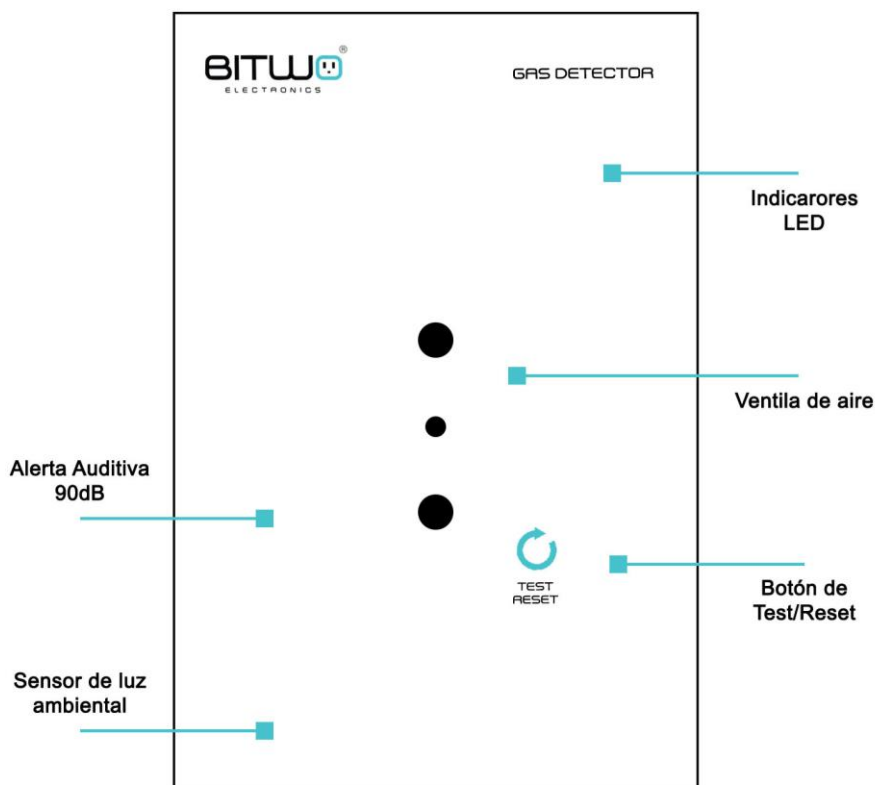 BITWO®
ELECTRONICS
GAS DETECTOR
Indicarores
LED
Ventila de aire
Alerta Auditiva
90dB
TEST
RESET
Botón de
Test/Reset
Sensor de luz
ambiental